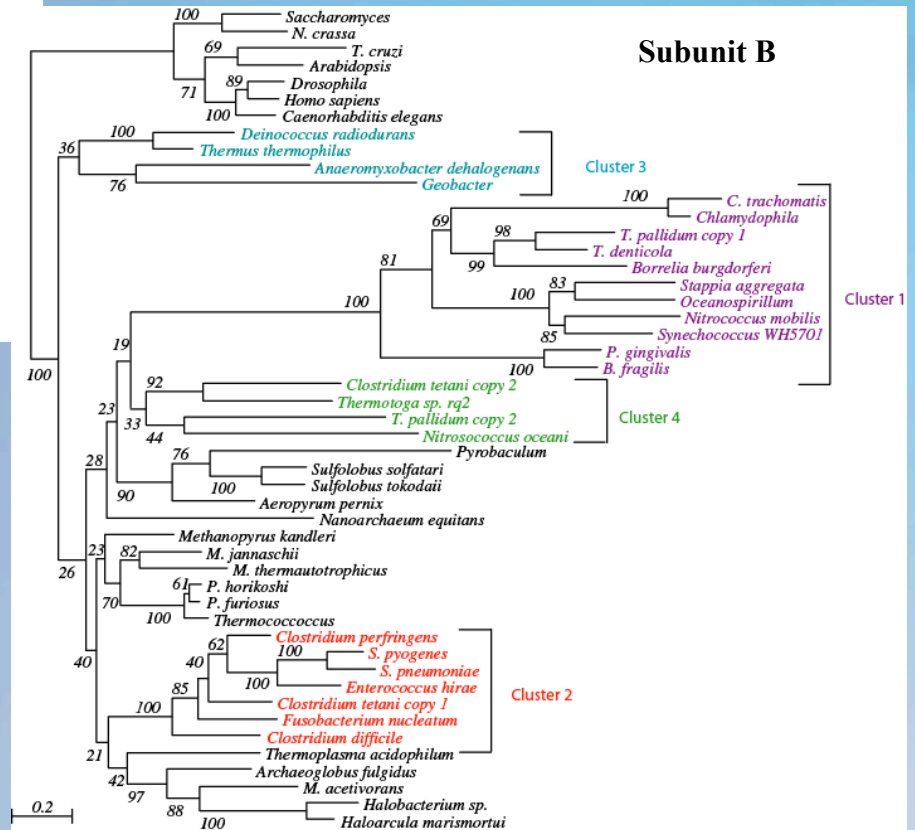 Subunit B
100
Saccharomyces
N. crassa
69
T. cruzi
Arabidopsis
71
89
Drosophila
Homo sapiens
100
Caenorhabditis elegans
36
100
Deinococcus radiodurans
Thermus thermophilus
Anaeromyxobacter dehalogenans
76
Geobacter
Cluster 3
100
C. trachomatis
Chlamydophila
69
98
T. pallidum copy 1
T. denticola
99
Borrelia burgdorferi
81
83
Stappia aggregata
100
Oceanospirillum
Cluster 1
100
Nitrococcus mobilis
85
Synechococcus WH5701
P. gingivalis
100
B. fragilis
19
100
92
Clostridium tetani copy 2
Thermotoga sp. rq2
23
33
T. pallidum copy 2
Cluster 4
44
Nitrosococcus oceani
76
Pyrobaculum
28
Sulfolobus solfatari
100
Sulfolobus tokodaii
90
Aeropyrum pernix
Nanoarchaeum equitans
Methanopyrus kandleri
23
82
M. jannaschii
26
M. thermautotrophicus
61
P. horikoshi
70
P. furiosus
100
Thermococcoccus
Clostridium perfringens
62
40
100
S. pyogenes
40
S. pneumoniae
100
Enterococcus hirae
85
Clostridium tetani copy 1
Cluster 2
100
Fusobacterium nucleatum
Clostridium difficile
21
Thermoplasma acidophilum
42
Archaeoglobus fulgidus
97
M. acetivorans
88
Halobacterium sp.
100
Haloarcula marismortui
0.2